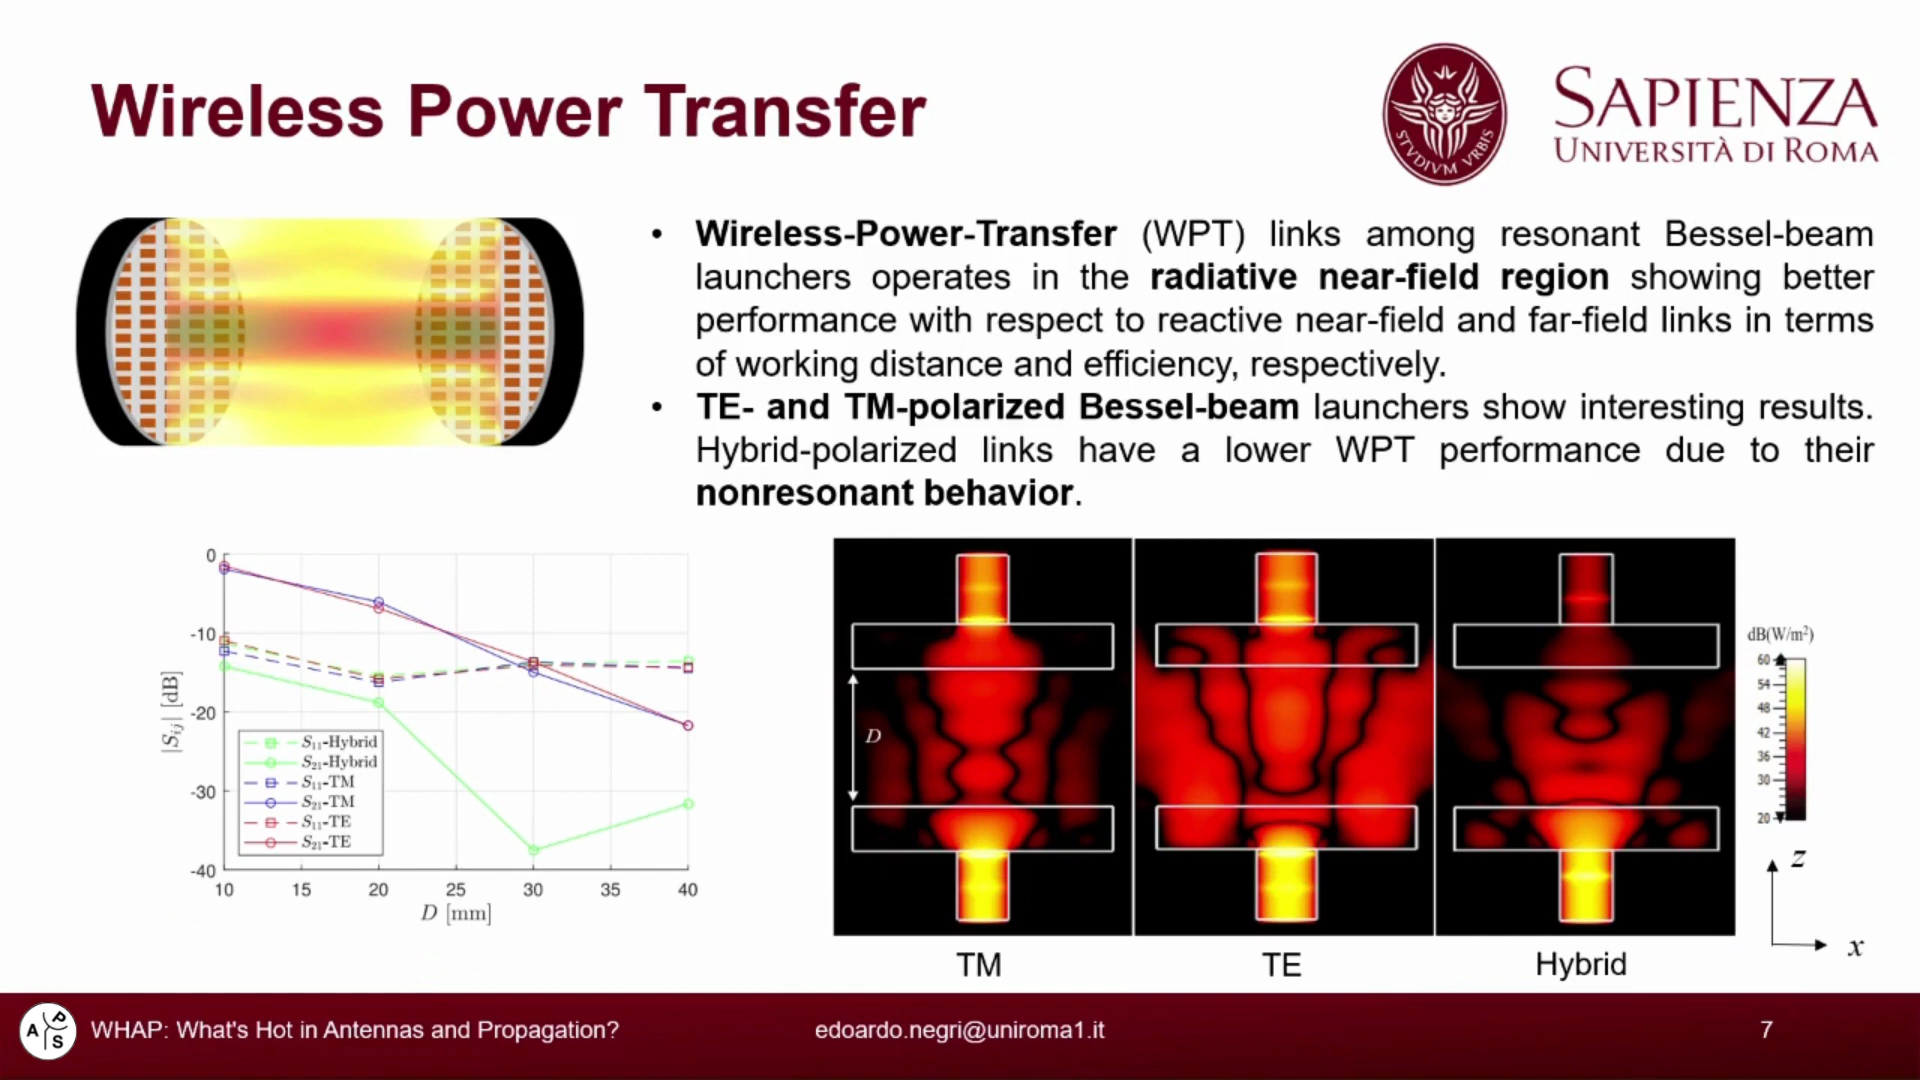 Wireless Power Transfer
STVDIVM VRBIS
SAPIENZA
UNIVERSITÀ DI ROMA
• Wireless-Power-Transfer (WPT) links among resonant Bessel-beam
launchers operates in the radiative near-field region showing better
performance with respect to reactive near-field and far-field links in terms
of working distance and efficiency, respectively.
• TE- and TM-polarized Bessel-beam launchers show interesting results.
Hybrid-polarized links have a lower WPT performance due to their
nonresonant behavior.
0
-10
-20
-30
-40
|Sij| [dB]
S11-Hybrid
S21-Hybrid
S11-TM
S21-TM
S11-TE
S21-TE
10 15 20 25 30 35 40
D [mm]
D
dB(W/m²)
60
54
48
42
36
30
20
z
x
TM TE Hybrid
A P S
WHAP: What's Hot in Antennas and Propagation? edoardo.negri@uniroma1.it 7